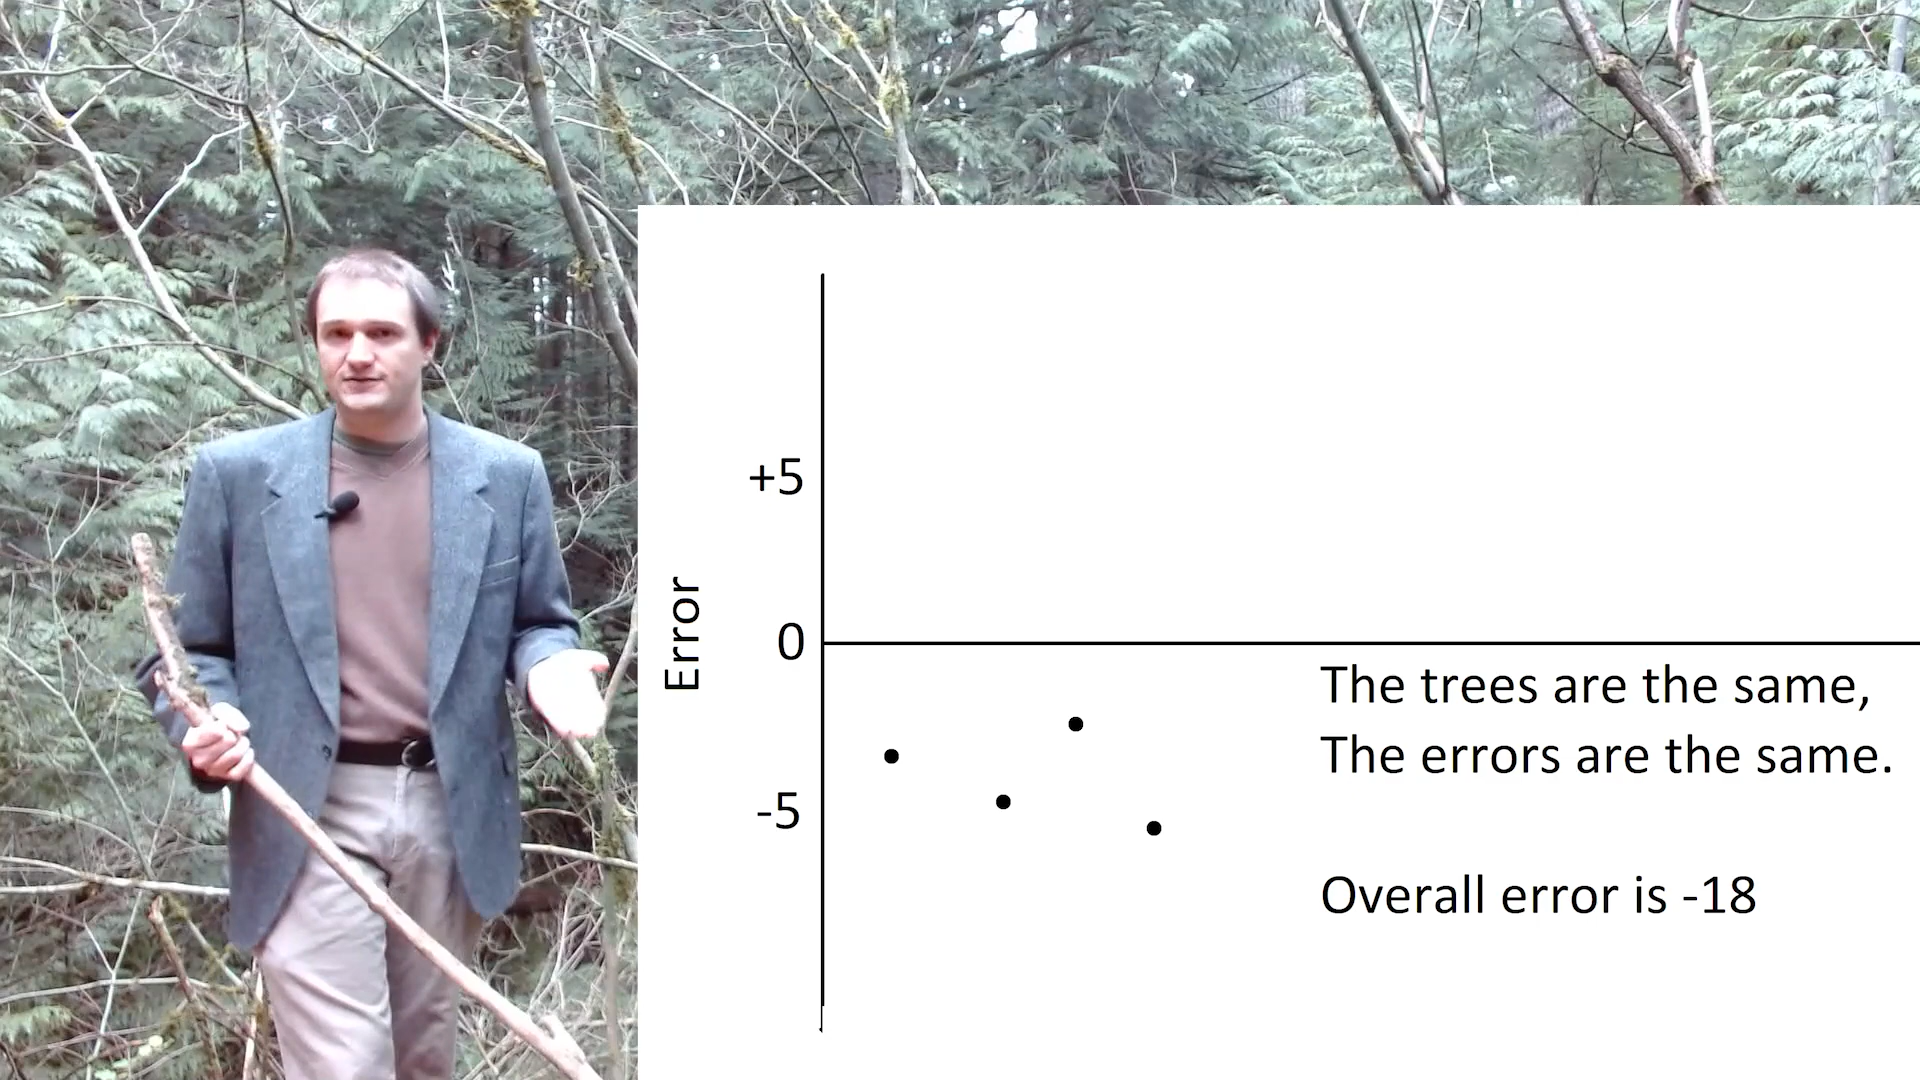 +5
Error
0
The trees are the same,
The errors are the same.
-5
Overall error is -18